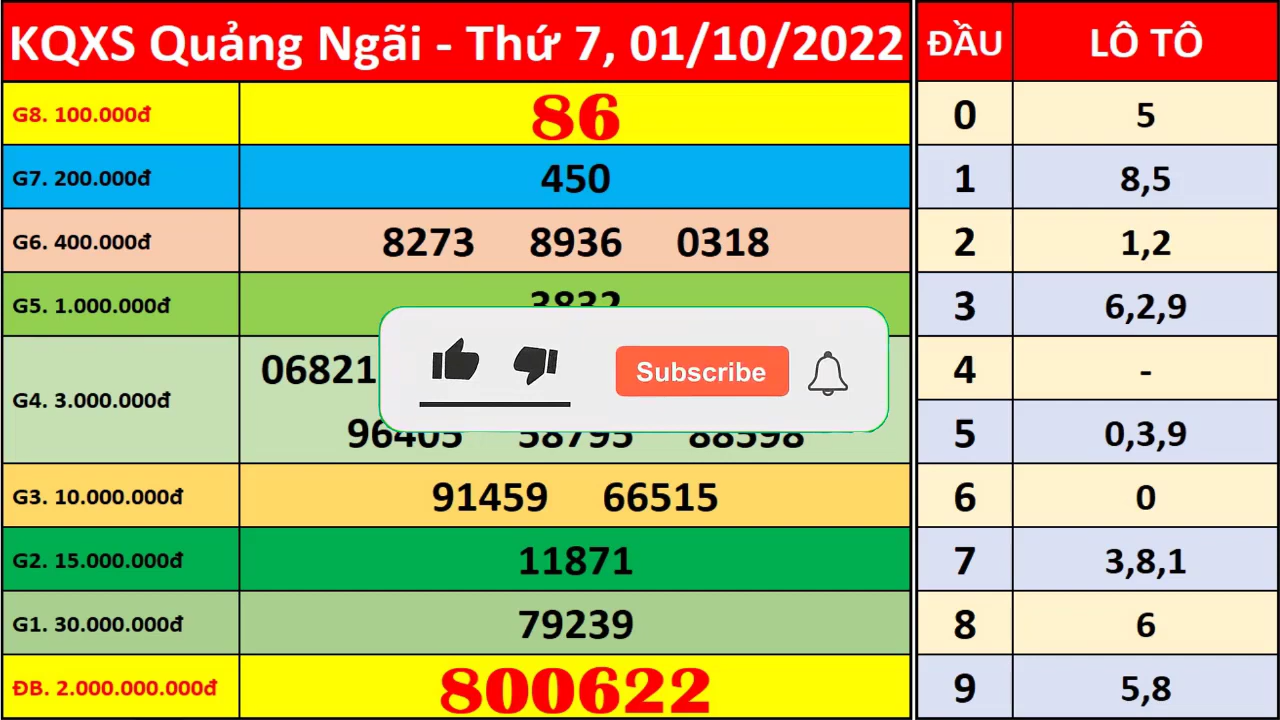 KQXS Quảng Ngãi - Thứ 7, 01/10/2022 ĐẦU LÔ TÔ
G8. 100.000đ 86 0 5
G7. 200.000đ 450 1 8,5
G6. 400.000đ 8273 8936 0318 2 1,2
G5. 1.000.000đ 3832 3 6,2,9
06821 4 -
G4. 3.000.000đ
Subscribe
96405 58795 88598 5 0,3,9
G3. 10.000.000đ 91459 66515 6 0
G2. 15.000.000đ 11871 7 3,8,1
G1. 30.000.000đ 79239 8 6
ĐB. 2.000.000.000đ 800622 9 5,8